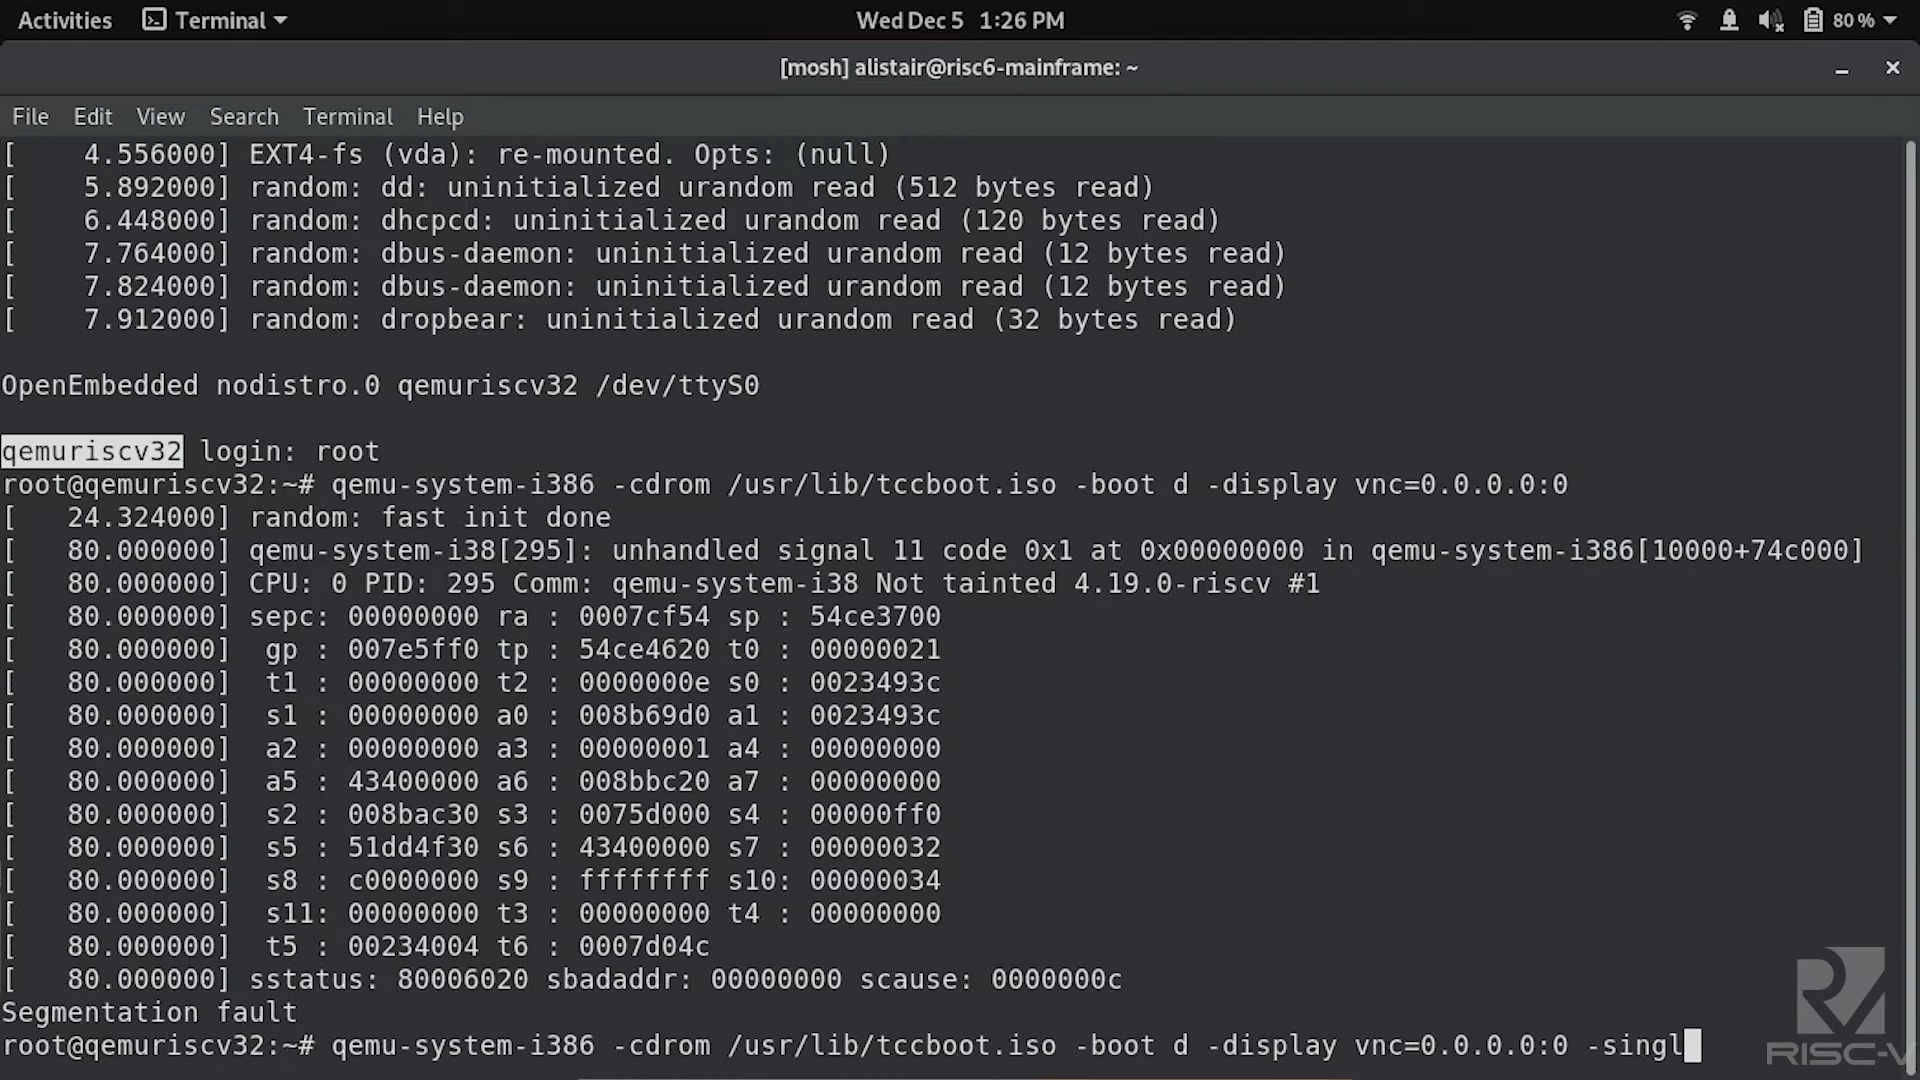 Activities Terminal Wed Dec 5 1:26 PM 80 %
[mosh] alistair@risc6-mainframe: ~
File Edit View Search Terminal Help
[    4.556000] EXT4-fs (vda): re-mounted. Opts: (null)
[    5.892000] random: dd: uninitialized urandom read (512 bytes read)
[    6.448000] random: dhcpcd: uninitialized urandom read (120 bytes read)
[    7.764000] random: dbus-daemon: uninitialized urandom read (12 bytes read)
[    7.824000] random: dbus-daemon: uninitialized urandom read (12 bytes read)
[    7.912000] random: dropbear: uninitialized urandom read (32 bytes read)
OpenEmbedded nodistro.0 qemuriscv32 /dev/ttyS0
qemuriscv32 login: root
root@qemuriscv32:~# qemu-system-i386 -cdrom /usr/lib/tccboot.iso -boot d -display vnc=0.0.0.0:0
[   24.324000] random: fast init done
[   80.000000] qemu-system-i38[295]: unhandled signal 11 code 0x1 at 0x00000000 in qemu-system-i386[10000+74c000]
[   80.000000] CPU: 0 PID: 295 Comm: qemu-system-i38 Not tainted 4.19.0-riscv #1
[   80.000000] sepc: 00000000 ra : 0007cf54 sp : 54ce3700
[   80.000000]  gp : 007e5ff0 tp : 54ce4620 t0 : 00000021
[   80.000000]  t1 : 00000000 t2 : 0000000e s0 : 0023493c
[   80.000000]  s1 : 00000000 a0 : 008b69d0 a1 : 0023493c
[   80.000000]  a2 : 00000000 a3 : 00000001 a4 : 00000000
[   80.000000]  a5 : 43400000 a6 : 008bbc20 a7 : 00000000
[   80.000000]  s2 : 008bac30 s3 : 0075d000 s4 : 00000ff0
[   80.000000]  s5 : 51dd4f30 s6 : 43400000 s7 : 00000032
[   80.000000]  s8 : c0000000 s9 : ffffffff s10: 00000034
[   80.000000]  s11: 00000000 t3 : 00000000 t4 : 00000000
[   80.000000]  t5 : 00234004 t6 : 0007d04c
[   80.000000] sstatus: 80006020 sbadaddr: 00000000 scause: 0000000c
Segmentation fault
root@qemuriscv32:~# qemu-system-i386 -cdrom /usr/lib/tccboot.iso -boot d -display vnc=0.0.0.0:0 -singl
RISC-V